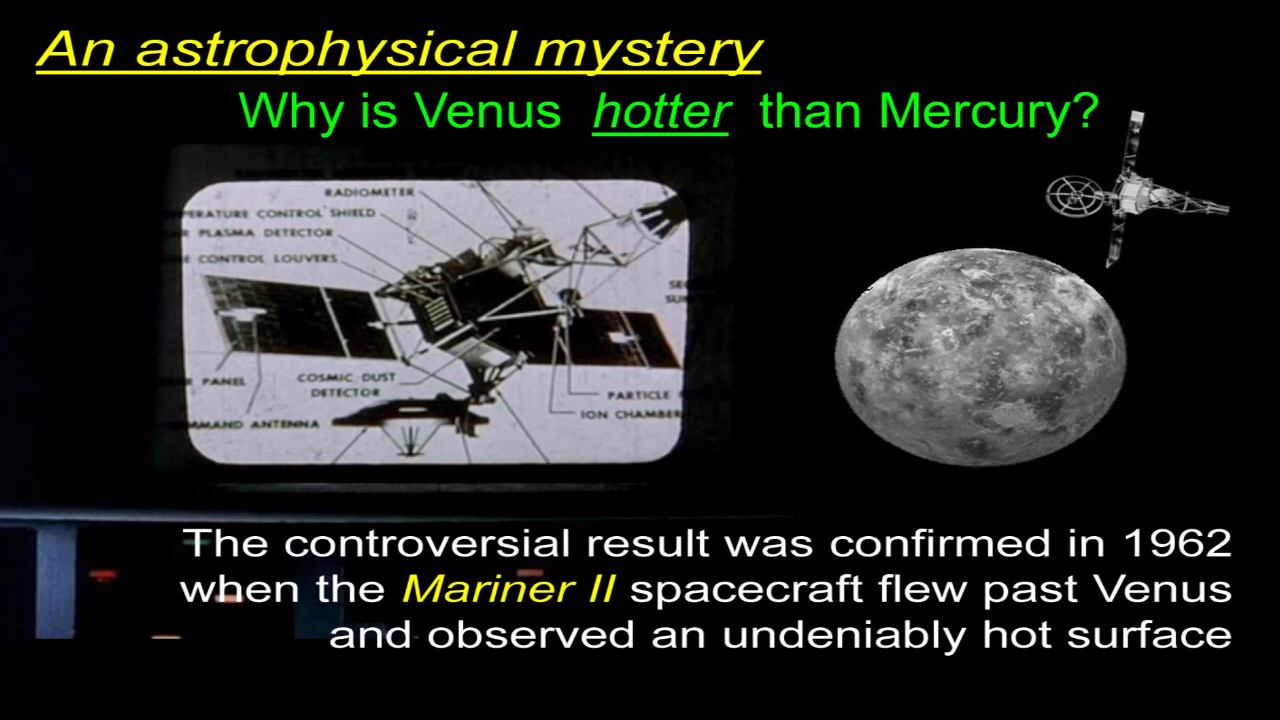 An astrophysical mystery
Why is Venus hotter than Mercury?
RADIOMETER
PERATURE CONTROL SHIELD
R PLASMA DETECTOR
CONTROL LOUVERS
PANEL
COSMIC DUST
DETECTOR
PARTICLE
ION CHAMBER
MAND ANTENNA
The controversial result was confirmed in 1962
when the Mariner II spacecraft flew past Venus
and observed an undeniably hot surface